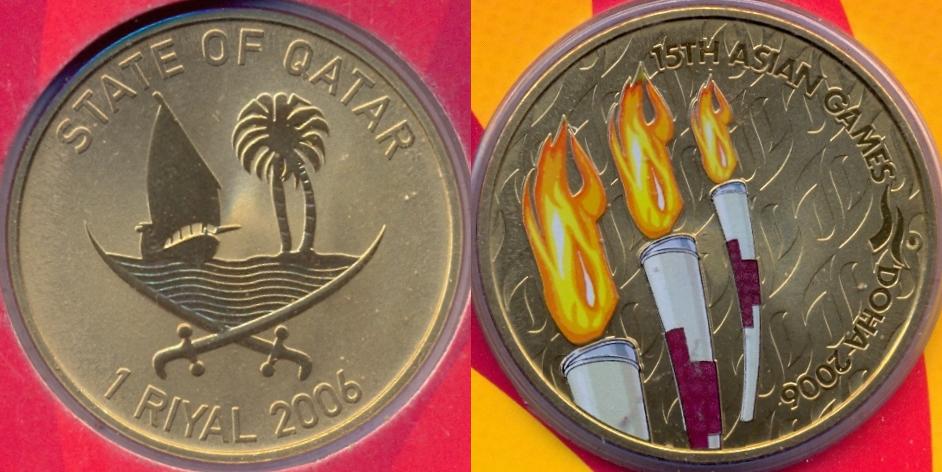 STATE OF QATAR
1 RIYAL 2006
15TH ASIAN GAMES
DOHA 2006